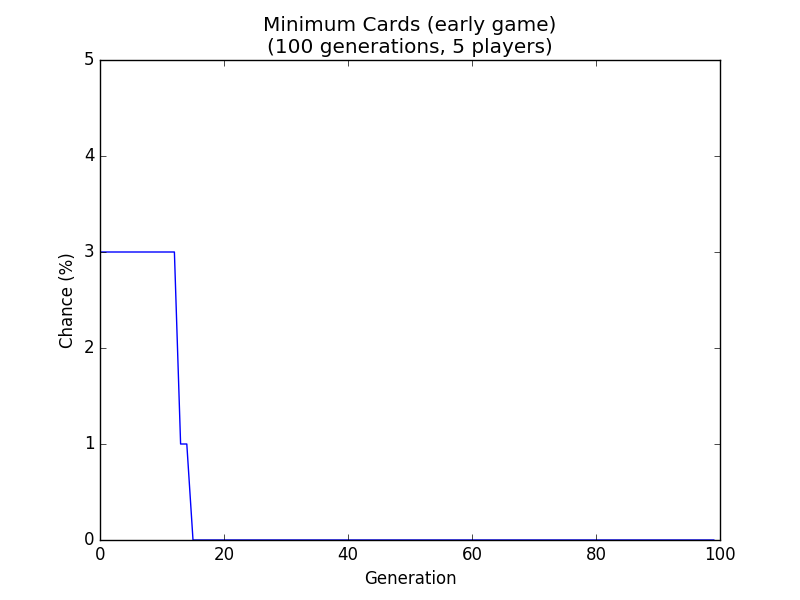 Minimum Cards (early game)
(100 generations, 5 players)
5
4
3
2
1
0
Chance (%)
0 20 40 60 80 100
Generation